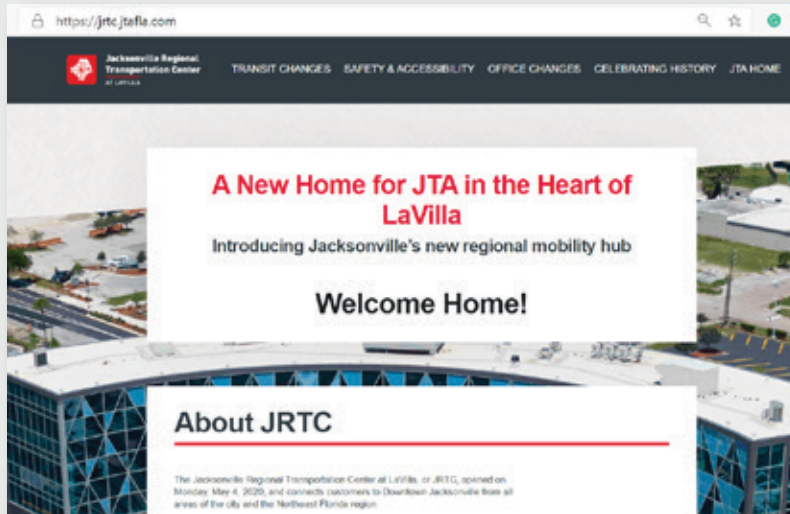 https://jrtc.jtafla.com
Jacksonville Regional
Transportation Center
AT LAVILLA
TRANSIT CHANGES SAFETY & ACCESSIBILITY OFFICE CHANGES CELEBRATING HISTORY JTA HOME
A New Home for JTA in the Heart of
LaVilla
Introducing Jacksonville's new regional mobility hub
Welcome Home!
About JRTC
The Jacksonville Regional Transportation Center at LaVilla, or JRTC, opened on
Monday, May 4, 2020, and connects customers to Downtown Jacksonville from all
areas of the city and the Northeast Florida region